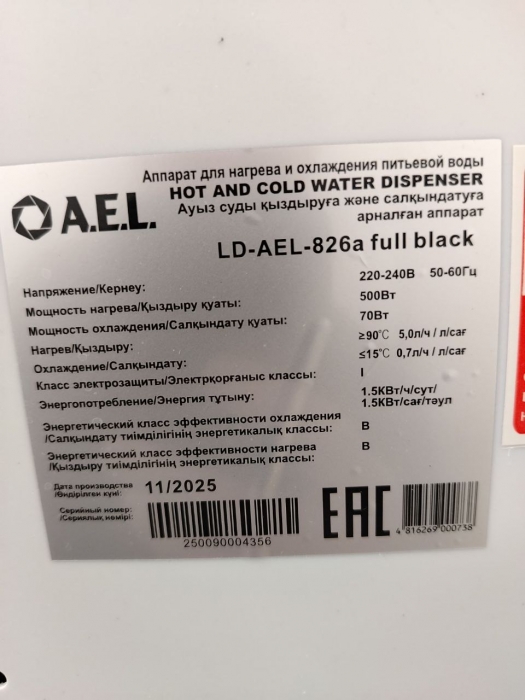 A.E.L.
Аппарат для нагрева и охлаждения питьевой воды
HOT AND COLD WATER DISPENSER
Ауыз суды қыздыруға және салқындатуға
арналған аппарат
LD-AEL-826a full black
Напряжение/Кернеу: 220-240В 50-60Гц
Мощность нагрева/Қыздыру қуаты: 500Вт
Мощность охлаждения/Салқындату қуаты: 70Вт
Нагрев/Қыздыру: ≥90℃ 5,0л/ч / л/сағ
Охлаждение/Салқындату: ≤15℃ 0,7л/ч / л/сағ
Класс электрозащиты/Электрқорғаныс классы: I
Энергопотребление/Энергия тұтыну: 1.5КВт/ч/сут/
1.5КВт/сағ/тәул
Энергетический класс эффективности охлаждения
/Салқындату тиімділігінің энергетикалық классы: B
Энергетический класс эффективности нагрева
/Қыздыру тиімділігінің энергетикалық классы: B
Дата производства
/Өндірілген күні: 11/2025
Серийный номер:
/Сериялық нөмірі:
250090004356
EAC
4 816269 000738